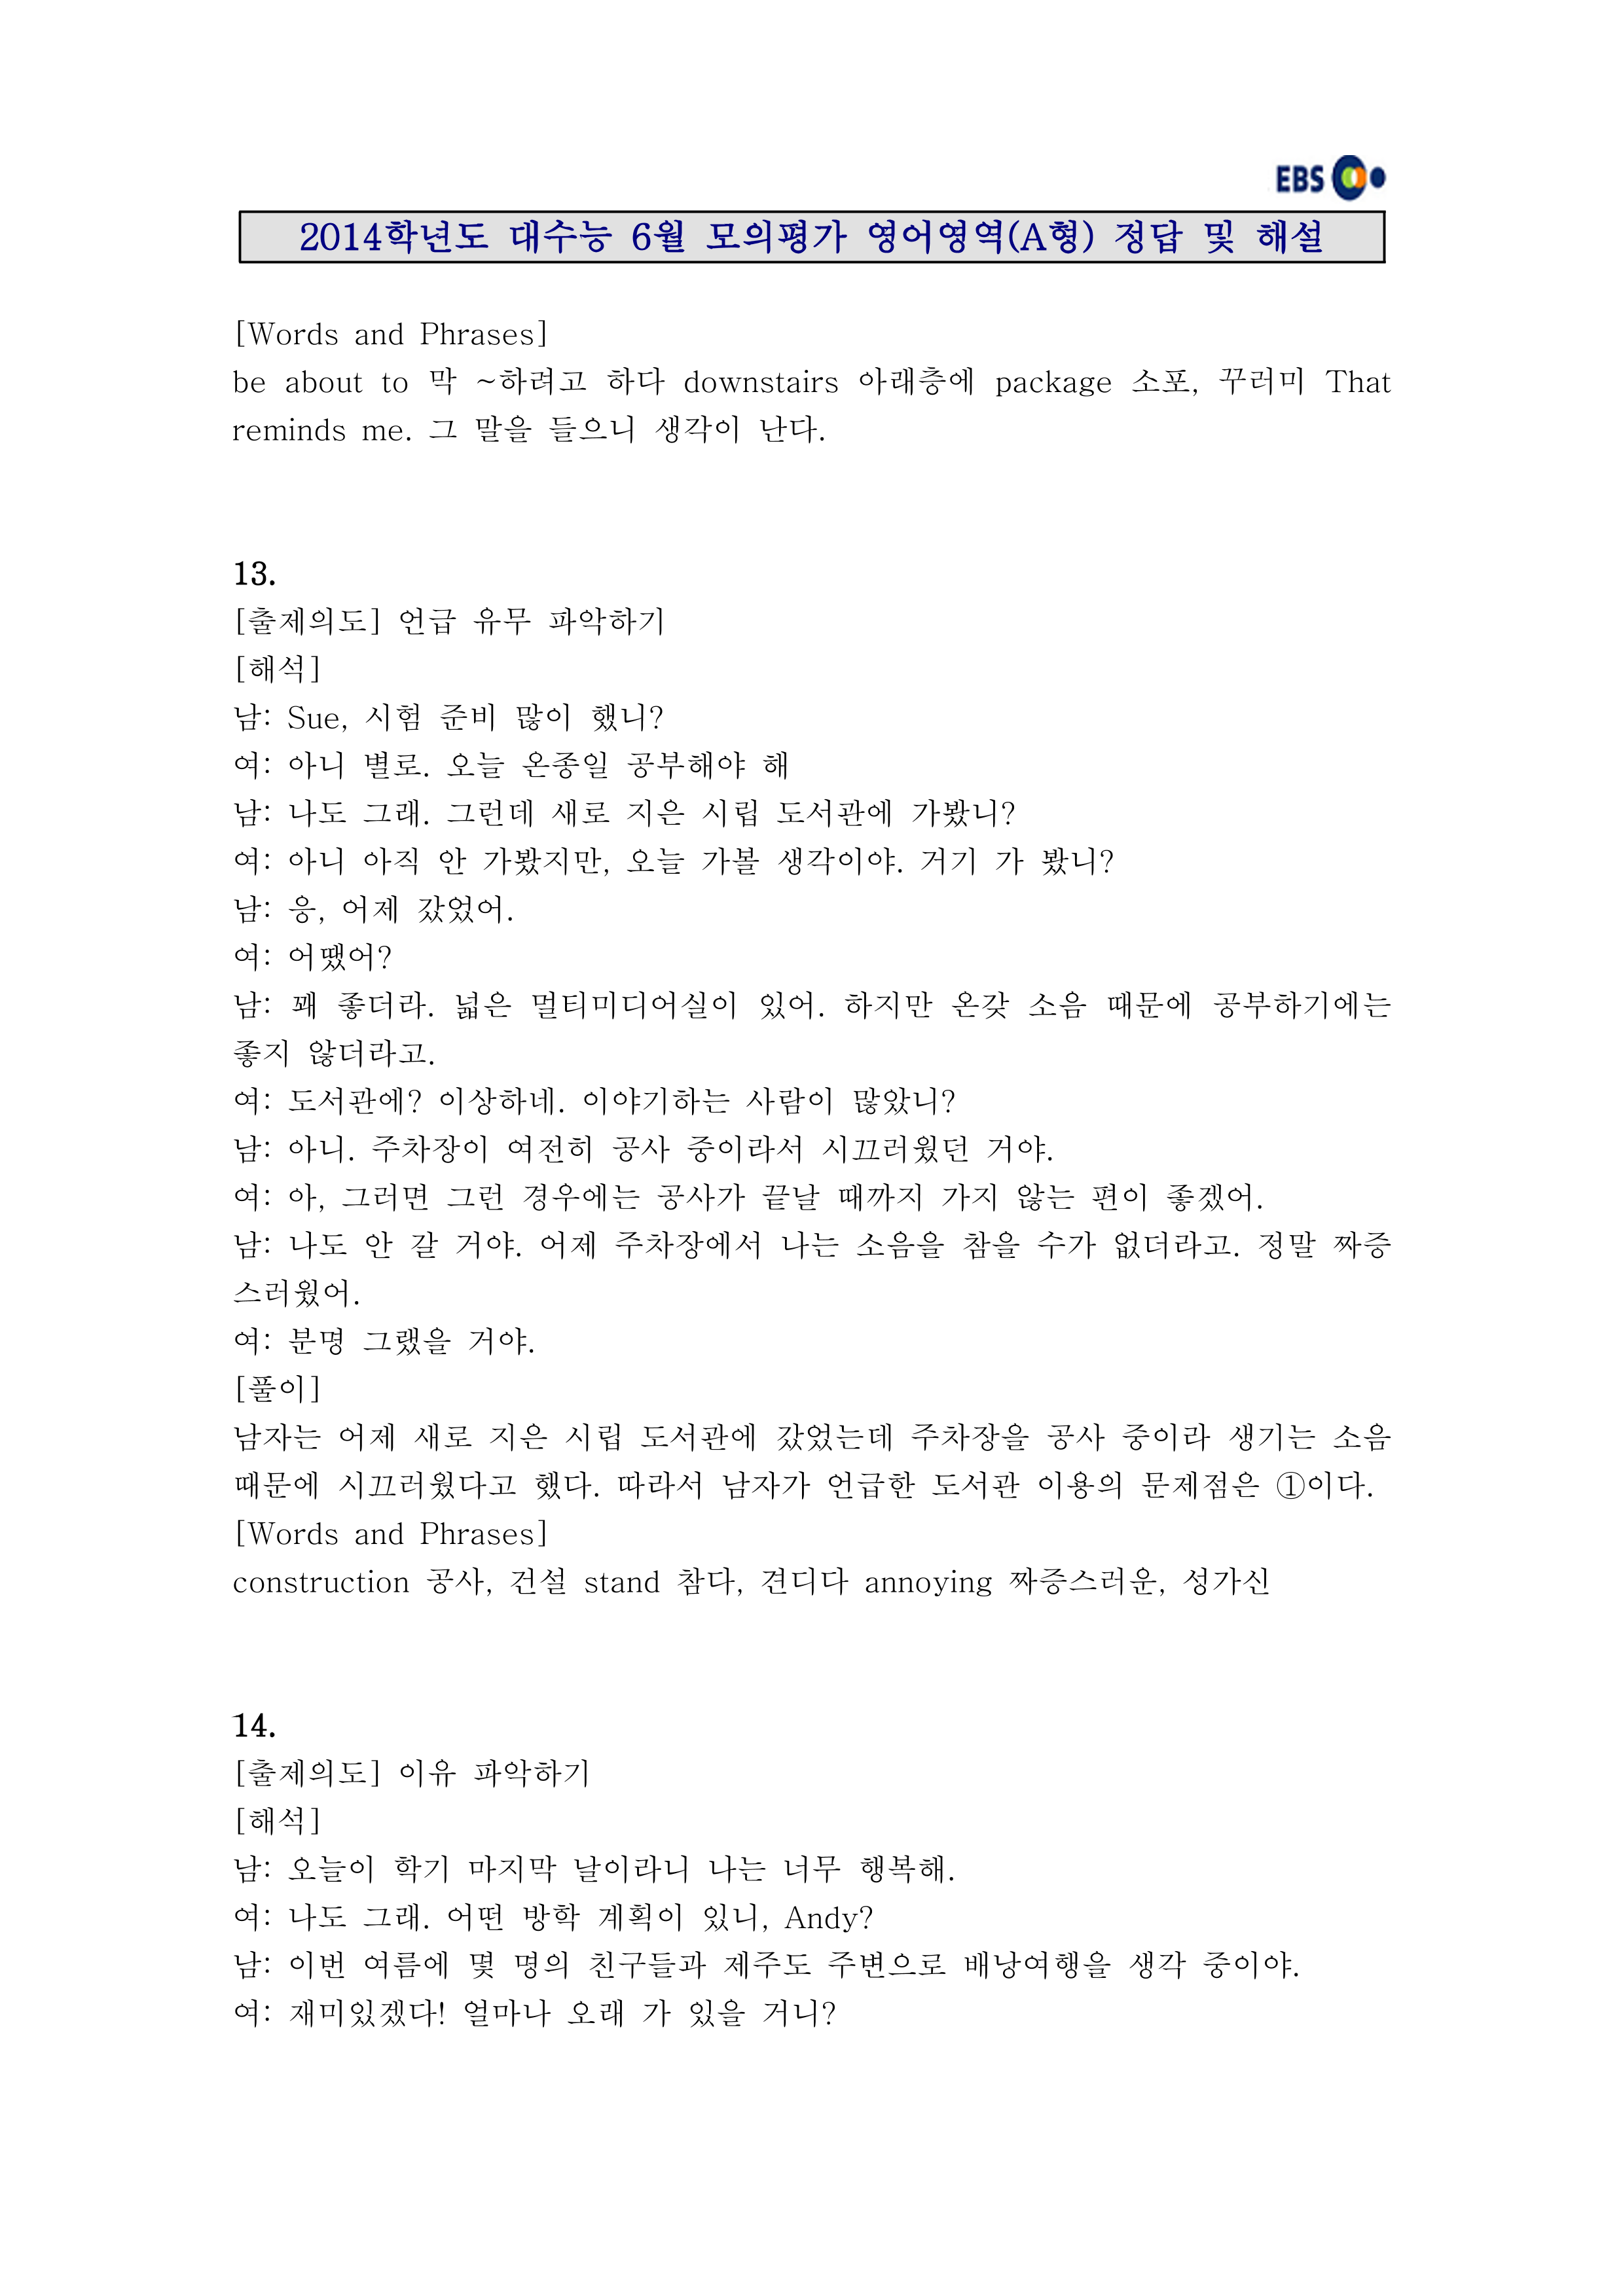 EBS
2014학년도 대수능 6월 모의평가 영어영역(A형) 정답 및 해설
[Words and Phrases]
be about to 막 ~하려고 하다 downstairs 아래층에 package 소포, 꾸러미 That
reminds me. 그 말을 들으니 생각이 난다.
13.
[출제의도] 언급 유무 파악하기
[해석]
남: Sue, 시험 준비 많이 했니?
여: 아니 별로. 오늘 온종일 공부해야 해
남: 나도 그래. 그런데 새로 지은 시립 도서관에 가봤니?
여: 아니 아직 안 가봤지만, 오늘 가볼 생각이야. 거기 가 봤니?
남: 응, 어제 갔었어.
여: 어땠어?
남: 꽤 좋더라. 넓은 멀티미디어실이 있어. 하지만 온갖 소음 때문에 공부하기에는
좋지 않더라고.
여: 도서관에? 이상하네. 이야기하는 사람이 많았니?
남: 아니. 주차장이 여전히 공사 중이라서 시끄러웠던 거야.
여: 아, 그러면 그런 경우에는 공사가 끝날 때까지 가지 않는 편이 좋겠어.
남: 나도 안 갈 거야. 어제 주차장에서 나는 소음을 참을 수가 없더라고. 정말 짜증
스러웠어.
여: 분명 그랬을 거야.
[풀이]
남자는 어제 새로 지은 시립 도서관에 갔었는데 주차장을 공사 중이라 생기는 소음
때문에 시끄러웠다고 했다. 따라서 남자가 언급한 도서관 이용의 문제점은 ①이다.
[Words and Phrases]
construction 공사, 건설 stand 참다, 견디다 annoying 짜증스러운, 성가신
14.
[출제의도] 이유 파악하기
[해석]
남: 오늘이 학기 마지막 날이라니 나는 너무 행복해.
여: 나도 그래. 어떤 방학 계획이 있니, Andy?
남: 이번 여름에 몇 명의 친구들과 제주도 주변으로 배낭여행을 생각 중이야.
여: 재미있겠다! 얼마나 오래 가 있을 거니?